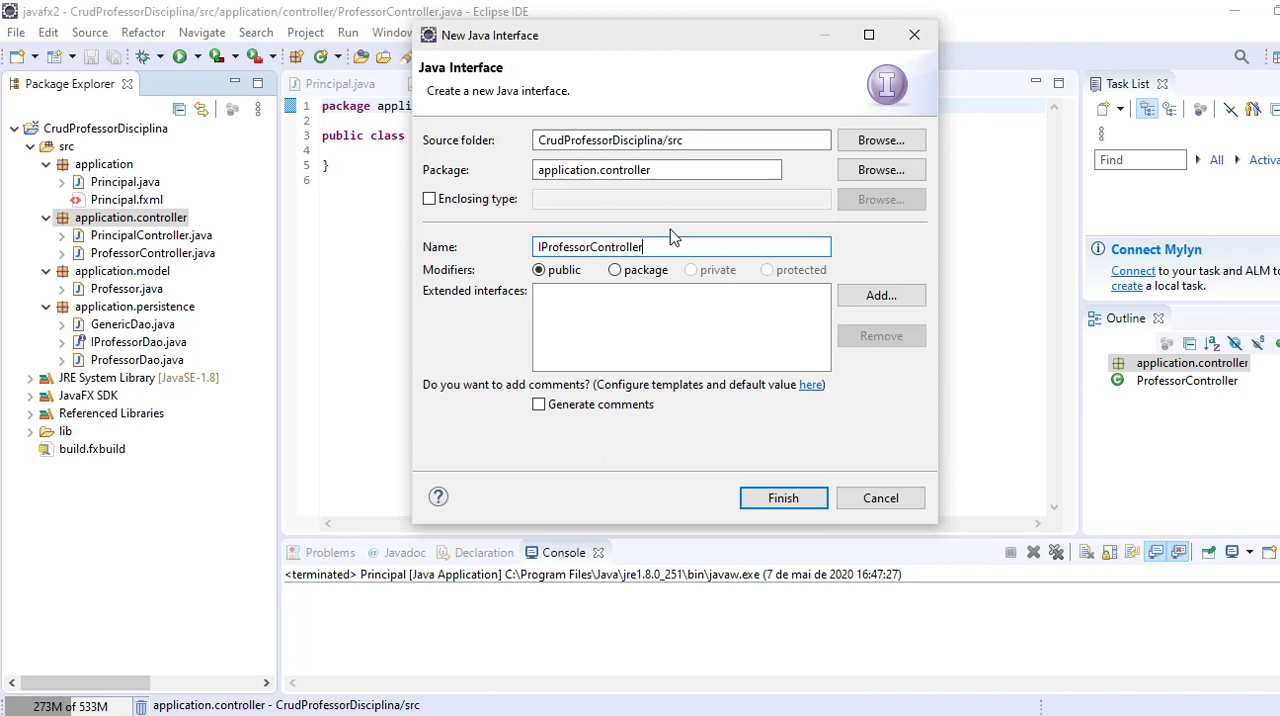 javafx2 - CrudProfessorDisciplina/src/application/controller/ProfessorController.java - Eclipse IDE
File Edit Source Refactor Navigate Search Project Run Window
New Java Interface
Java Interface
Create a new Java interface.
Source folder: CrudProfessorDisciplina/src Browse...
Package: application.controller Browse...
Enclosing type: Browse...
Name: IProfessorController
Modifiers: public package private protected
Extended interfaces: Add...
Remove
Do you want to add comments? (Configure templates and default value here)
Generate comments
Finish Cancel
Package Explorer
CrudProfessorDisciplina
src
application
Principal.java
Principal.fxml
application.controller
PrincipalController.java
ProfessorController.java
application.model
Professor.java
application.persistence
GenericDao.java
IProfessorDao.java
ProfessorDao.java
JRE System Library [JavaSE-1.8]
JavaFX SDK
Referenced Libraries
lib
build.fxbuild
Principal.java
1 package appli
2
3 public class
4
5 }
6
Task List
Find All Activa
Connect Mylyn
Connect to your task and ALM to
create a local task.
Outline
application.controller
ProfessorController
Problems Javadoc Declaration Console
<terminated> Principal [Java Application] C:\Program Files\Java\jre1.8.0_251\bin\javaw.exe (7 de mai de 2020 16:47:27)
273M of 533M application.controller - CrudProfessorDisciplina/src